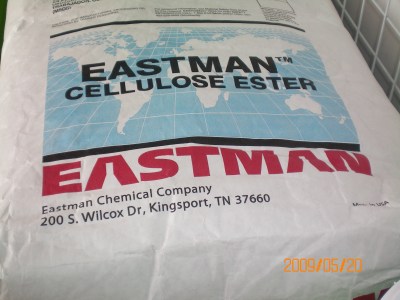 EASTMAN™
CELLULOSE ESTER
EASTMAN
Eastman Chemical Company
200 S. Wilcox Dr, Kingsport, TN 37660
2009/05/20